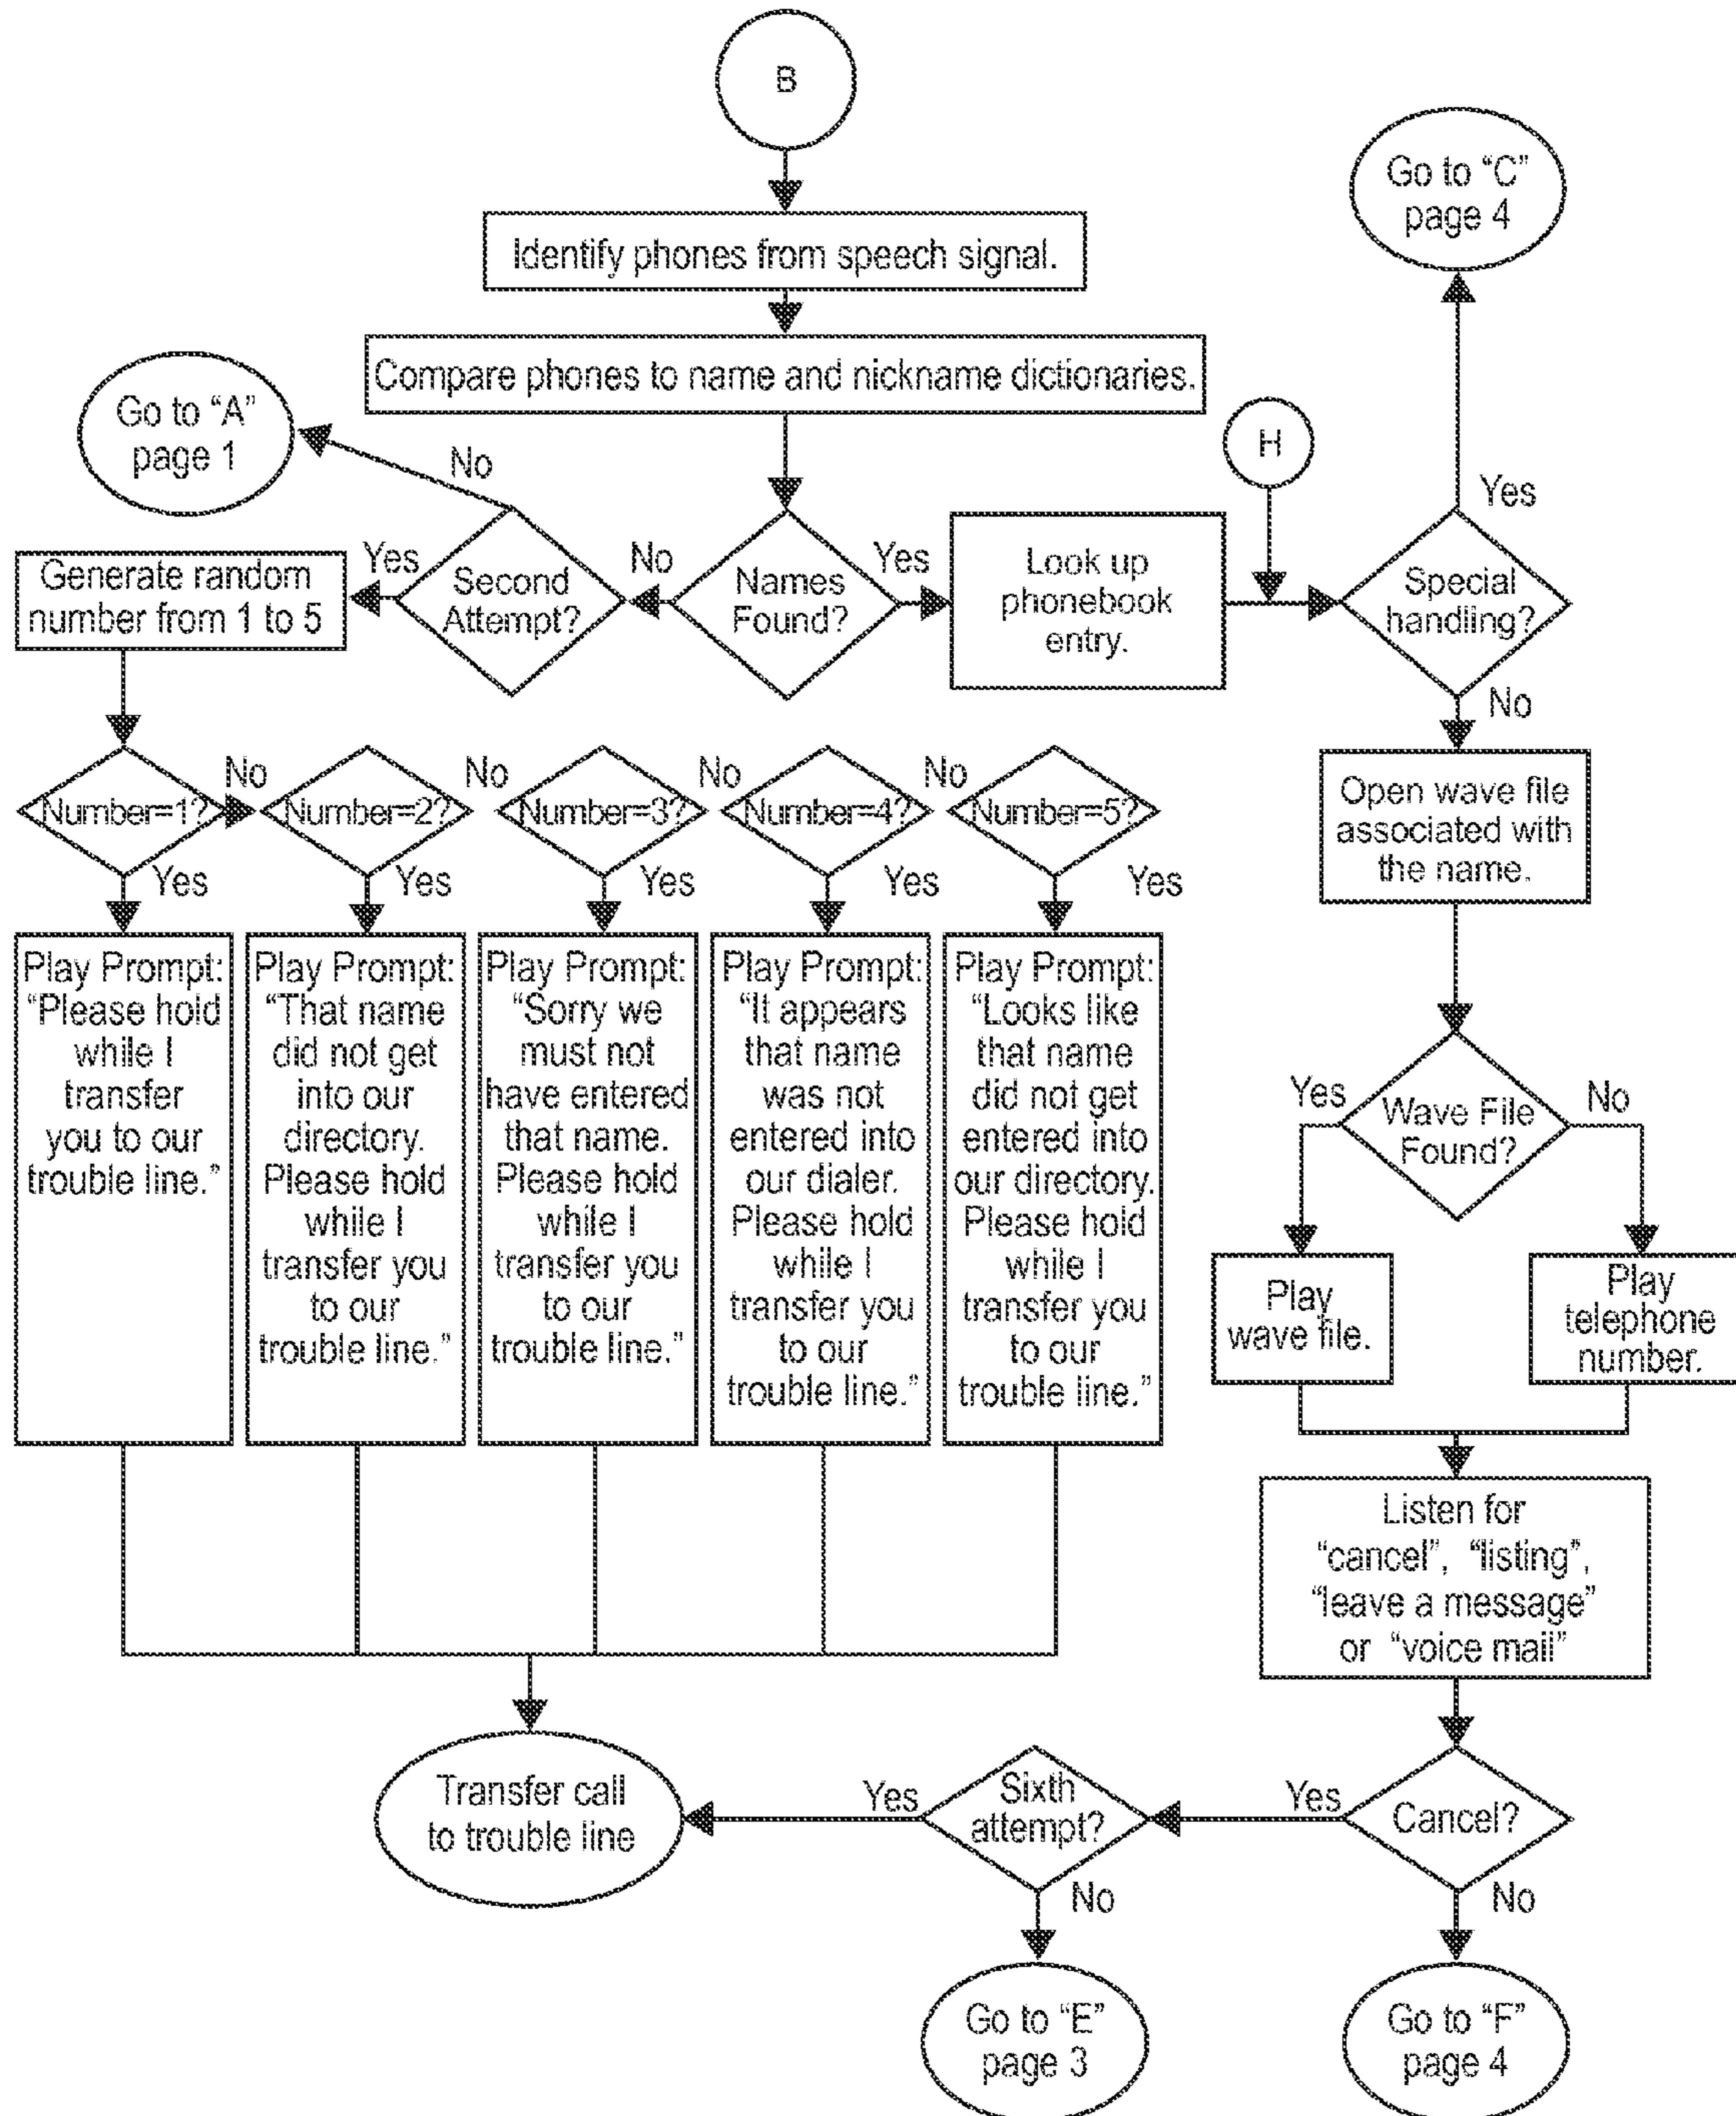 B
Go to “C”
page 4
Identify phones from speech signal.
Compare phones to name and nickname dictionaries.
Go to “A”
page 1
No
H
Yes
Generate random
number from 1 to 5
Yes
Second
Attempt?
No
Names
Found?
Yes
Look up
phonebook
entry.
Special
handling?
No
Number=1?
No
Number=2?
No
Number=3?
No
Number=4?
No
Number=5?
Yes
Yes
Yes
Yes
Yes
Open wave file
associated with
the name.
Play Prompt:
“Please hold
while I
transfer
you to our
trouble line.”
Play Prompt:
“That name
did not get
into our
directory.
Please hold
while I
transfer you
to our
trouble line.”
Play Prompt:
“Sorry we
must not
have entered
that name.
Please hold
while I
transfer you
to our
trouble line.”
Play Prompt:
“It appears
that name
was not
entered into
our dialer.
Please hold
while I
transfer you
to our
trouble line.”
Play Prompt:
“Looks like
that name
did not get
entered into
our directory.
Please hold
while I
transfer you
to our
trouble line.”
Yes
Wave File
Found?
No
Play
wave file.
Play
telephone
number.
Listen for
“cancel”, “listing”,
“leave a message”
or “voice mail”
Transfer call
to trouble line
Yes
Sixth
attempt?
Yes
Cancel?
No
No
Go to “E”
page 3
Go to “F”
page 4